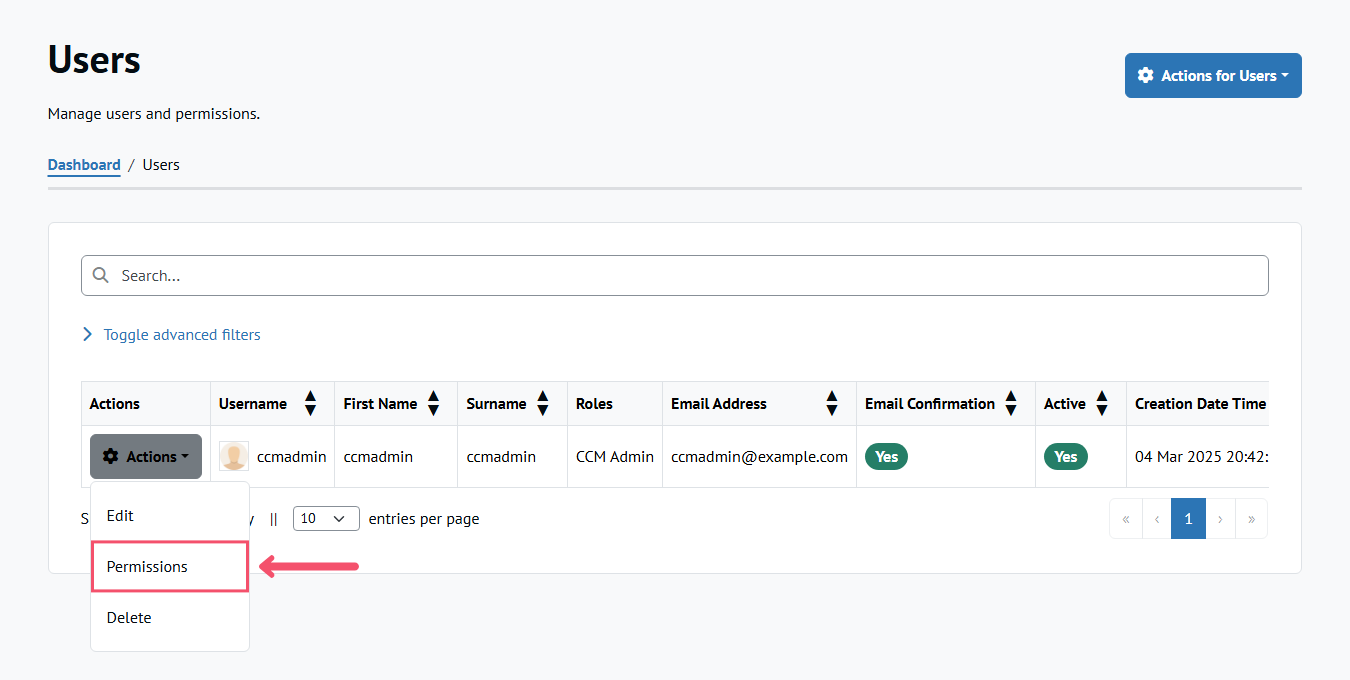 Users
Actions for Users
Manage users and permissions.
Dashboard / Users
Search...
Toggle advanced filters
Actions Username First Name Surname Roles Email Address Email Confirmation Active Creation Date Time
Actions ccmadmin ccmadmin ccmadmin CCM Admin ccmadmin@example.com Yes Yes 04 Mar 2025 20:42:
|| 10 entries per page « ‹ 1 › »
Edit
Permissions
Delete